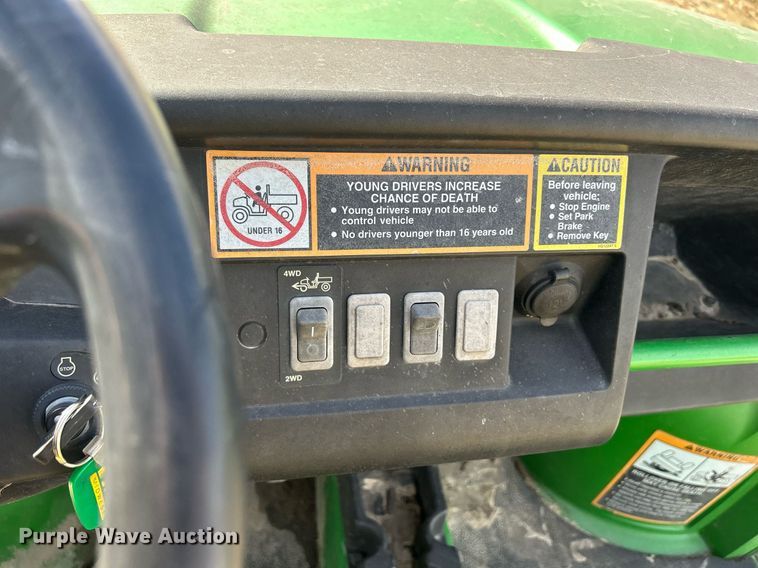 WARNING
YOUNG DRIVERS INCREASE
CHANCE OF DEATH
● Young drivers may not be able to
control vehicle
● No drivers younger than 16 years old
UNDER 16
CAUTION
Before leaving
vehicle:
● Stop Engine
● Set Park
Brake
● Remove Key
4WD
2WD
STOP
WARNING
Purple Wave Auction